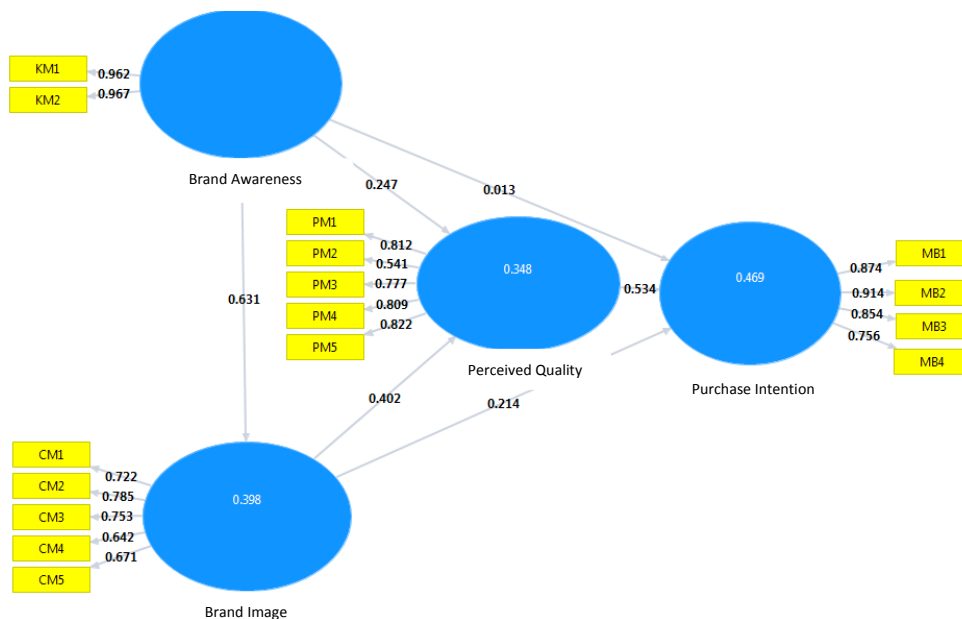 KM1
0.962
KM2
0.967
Brand Awareness
0.247
0.013
PM1
0.812
PM2
0.541
PM3
0.777
PM4
0.809
PM5
0.822
0.348
Perceived Quality
0.534
0.469
Purchase Intention
MB1
0.874
MB2
0.914
MB3
0.854
MB4
0.756
0.631
0.402
0.214
CM1
0.722
CM2
0.785
CM3
0.753
CM4
0.642
CM5
0.671
0.398
Brand Image